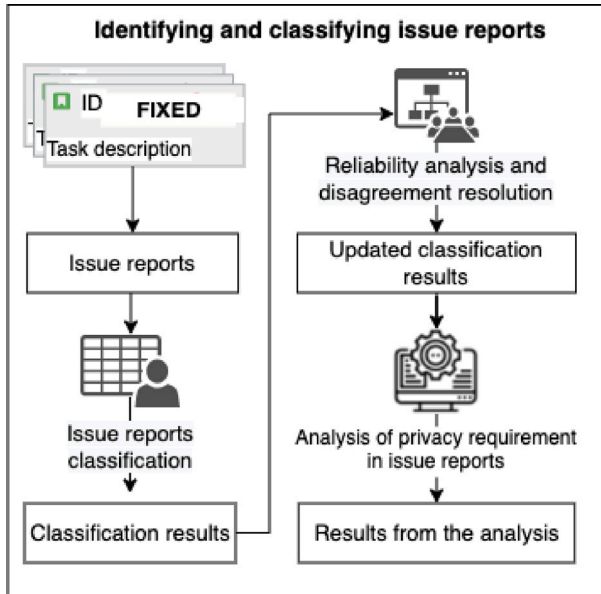 Identifying and classifying issue reports
ID
FIXED
Task description
Issue reports
Issue reports
classification
Classification results
Reliability analysis and
disagreement resolution
Updated classification
results
Analysis of privacy requirement
in issue reports
Results from the analysis